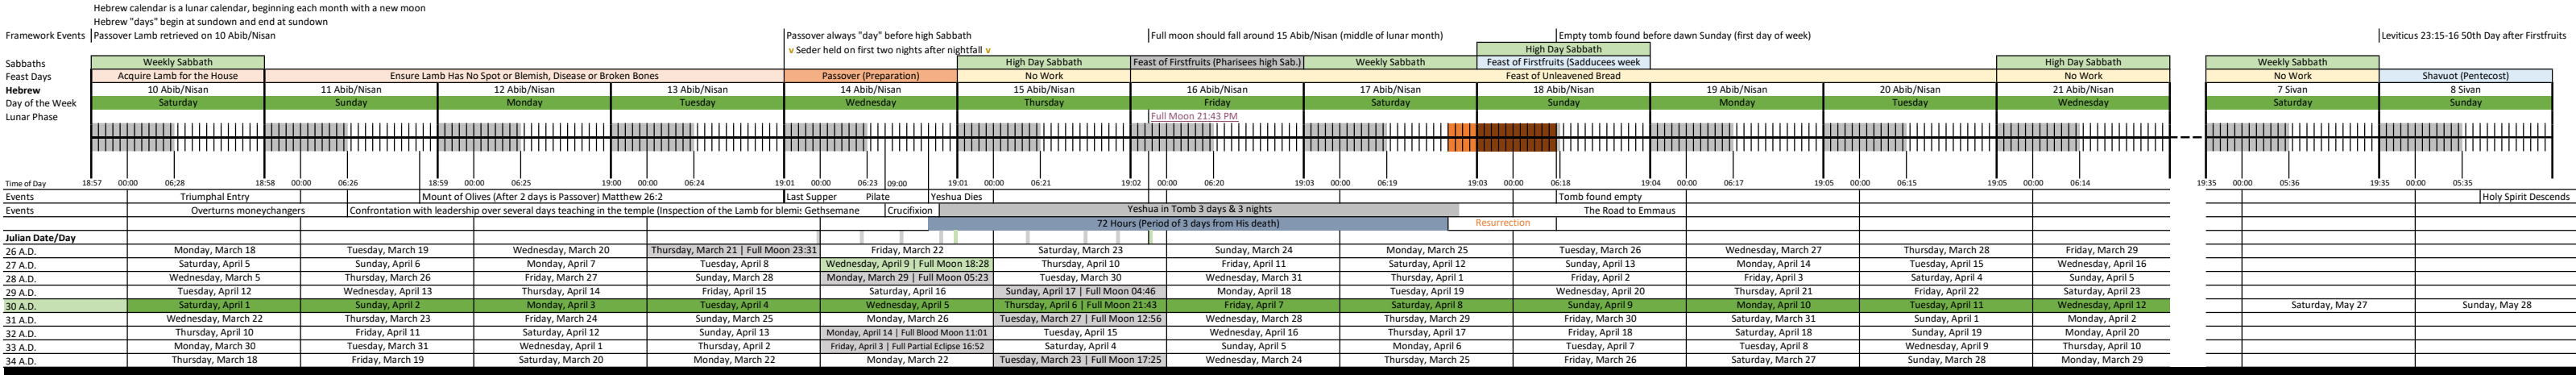 Hebrew calendar is a lunar calendar, beginning each month with a new moon
Hebrew "days" begin at sundown and end at sundown
Framework Events Passover Lamb retrieved on 10 Abib/Nisan Passover always "day" before high Sabbath Full moon should fall around 15 Abib/Nisan (middle of lunar month) Empty tomb found before dawn Sunday (first day of week) Leviticus 23:15-16 50th Day after Firstfruits
v Seder held on first two nights after nightfall v High Day Sabbath
Sabbaths Weekly Sabbath High Day Sabbath Feast of Firstfruits (Pharisees high Sab.) Weekly Sabbath Feast of Firstfruits (Sadducees week High Day Sabbath Weekly Sabbath
Feast Days Acquire Lamb for the House Ensure Lamb Has No Spot or Blemish, Disease or Broken Bones Passover (Preparation) No Work Feast of Unleavened Bread No Work No Work Shavuot (Pentecost)
Hebrew 10 Abib/Nisan 11 Abib/Nisan 12 Abib/Nisan 13 Abib/Nisan 14 Abib/Nisan 15 Abib/Nisan 16 Abib/Nisan 17 Abib/Nisan 18 Abib/Nisan 19 Abib/Nisan 20 Abib/Nisan 21 Abib/Nisan 7 Sivan 8 Sivan
Day of the Week Saturday Sunday Monday Tuesday Wednesday Thursday Friday Saturday Sunday Monday Tuesday Wednesday Saturday Sunday
Lunar Phase Full Moon 21:43 PM
Time of Day 18:57 00:00 06:28 18:58 00:00 06:26 18:59 00:00 06:25 19:00 00:00 06:24 19:01 00:00 06:23 09:00 19:01 00:00 06:21 19:02 00:00 06:20 19:03 00:00 06:19 19:03 00:00 06:18 19:04 00:00 06:17 19:05 00:00 06:15 19:05 00:00 06:14 19:35 00:00 05:36 19:35 00:00 05:35
Events Triumphal Entry Mount of Olives (After 2 days is Passover) Matthew 26:2 Last Supper Pilate Yeshua Dies Tomb found empty Holy Spirit Descends
Events Overturns moneychangers Confrontation with leadership over several days teaching in the temple (Inspection of the Lamb for blemi: Gethsemane Crucifixion Yeshua in Tomb 3 days & 3 nights The Road to Emmaus
72 Hours (Period of 3 days from His death) Resurrection
Julian Date/Day
26 A.D. Monday, March 18 Tuesday, March 19 Wednesday, March 20 Thursday, March 21 | Full Moon 23:31 Friday, March 22 Saturday, March 23 Sunday, March 24 Monday, March 25 Tuesday, March 26 Wednesday, March 27 Thursday, March 28 Friday, March 29
27 A.D. Saturday, April 5 Sunday, April 6 Monday, April 7 Tuesday, April 8 Wednesday, April 9 | Full Moon 18:28 Thursday, April 10 Friday, April 11 Saturday, April 12 Sunday, April 13 Monday, April 14 Tuesday, April 15 Wednesday, April 16
28 A.D. Wednesday, March 5 Thursday, March 26 Friday, March 27 Sunday, March 28 Monday, March 29 | Full Moon 05:23 Tuesday, March 30 Wednesday, March 31 Thursday, April 1 Friday, April 2 Friday, April 3 Saturday, April 4 Sunday, April 5
29 A.D. Tuesday, April 12 Wednesday, April 13 Thursday, April 14 Friday, April 15 Saturday, April 16 Sunday, April 17 | Full Moon 04:46 Monday, April 18 Tuesday, April 19 Wednesday, April 20 Thursday, April 21 Friday, April 22 Saturday, April 23
30 A.D. Saturday, April 1 Sunday, April 2 Monday, April 3 Tuesday, April 4 Wednesday, April 5 Thursday, April 6 | Full Moon 21:43 Friday, April 7 Saturday, April 8 Sunday, April 9 Monday, April 10 Tuesday, April 11 Wednesday, April 12 Saturday, May 27 Sunday, May 28
31 A.D. Wednesday, March 22 Thursday, March 23 Friday, March 24 Sunday, March 25 Monday, March 26 Tuesday, March 27 | Full Moon 12:56 Wednesday, March 28 Thursday, March 29 Friday, March 30 Saturday, March 31 Sunday, April 1 Monday, April 2
32 A.D. Thursday, April 10 Friday, April 11 Saturday, April 12 Sunday, April 13 Monday, April 14 | Full Blood Moon 11:01 Tuesday, April 15 Wednesday, April 16 Thursday, April 17 Friday, April 18 Saturday, April 18 Sunday, April 19 Monday, April 20
33 A.D. Monday, March 30 Tuesday, March 31 Wednesday, April 1 Thursday, April 2 Friday, April 3 | Full Partial Eclipse 16:52 Saturday, April 4 Sunday, April 5 Monday, April 6 Tuesday, April 7 Tuesday, April 8 Wednesday, April 9 Thursday, April 10
34 A.D. Thursday, March 18 Friday, March 19 Saturday, March 20 Monday, March 22 Monday, March 22 Tuesday, March 23 | Full Moon 17:25 Wednesday, March 24 Thursday, March 25 Friday, March 26 Saturday, March 27 Sunday, March 28 Monday, March 29